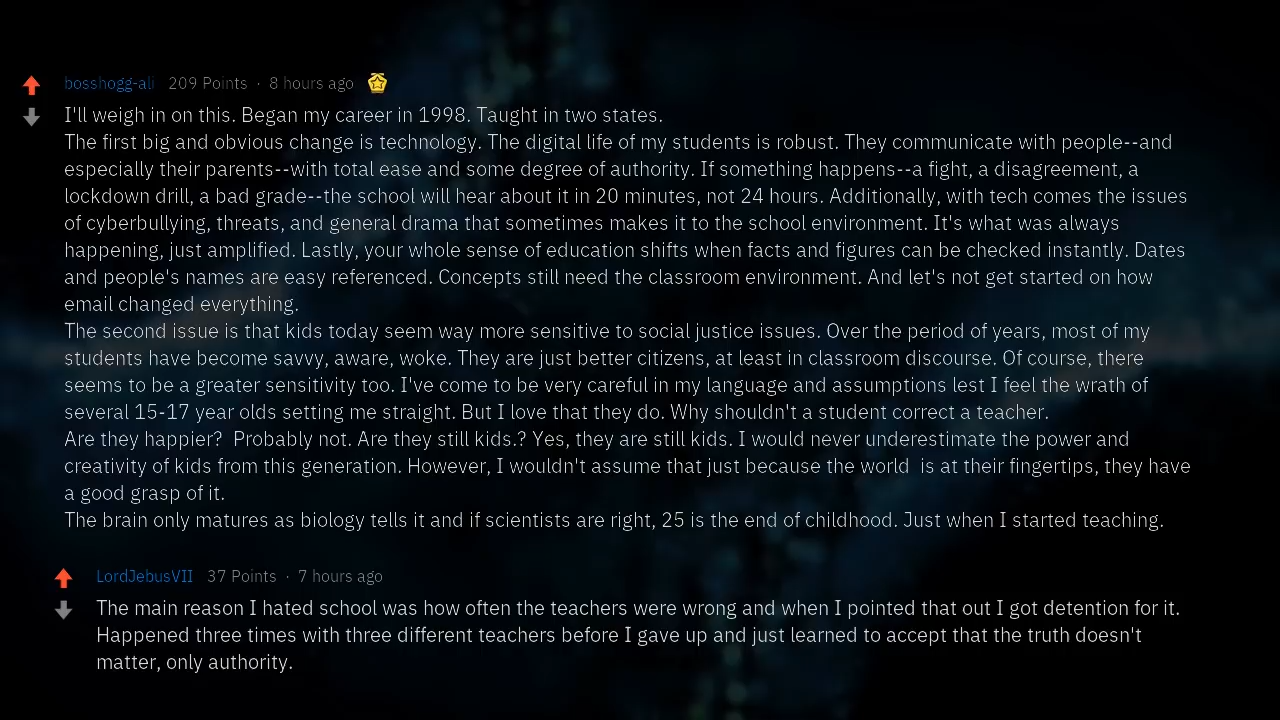 bosshogg-ali 209 Points · 8 hours ago
I'll weigh in on this. Began my career in 1998. Taught in two states.
The first big and obvious change is technology. The digital life of my students is robust. They communicate with people--and
especially their parents--with total ease and some degree of authority. If something happens--a fight, a disagreement, a
lockdown drill, a bad grade--the school will hear about it in 20 minutes, not 24 hours. Additionally, with tech comes the issues
of cyberbullying, threats, and general drama that sometimes makes it to the school environment. It's what was always
happening, just amplified. Lastly, your whole sense of education shifts when facts and figures can be checked instantly. Dates
and people's names are easy referenced. Concepts still need the classroom environment. And let's not get started on how
email changed everything.
The second issue is that kids today seem way more sensitive to social justice issues. Over the period of years, most of my
students have become savvy, aware, woke. They are just better citizens, at least in classroom discourse. Of course, there
seems to be a greater sensitivity too. I've come to be very careful in my language and assumptions lest I feel the wrath of
several 15-17 year olds setting me straight. But I love that they do. Why shouldn't a student correct a teacher.
Are they happier?  Probably not. Are they still kids.? Yes, they are still kids. I would never underestimate the power and
creativity of kids from this generation. However, I wouldn't assume that just because the world  is at their fingertips, they have
a good grasp of it.
The brain only matures as biology tells it and if scientists are right, 25 is the end of childhood. Just when I started teaching.
LordJebusVII 37 Points · 7 hours ago
The main reason I hated school was how often the teachers were wrong and when I pointed that out I got detention for it.
Happened three times with three different teachers before I gave up and just learned to accept that the truth doesn't
matter, only authority.